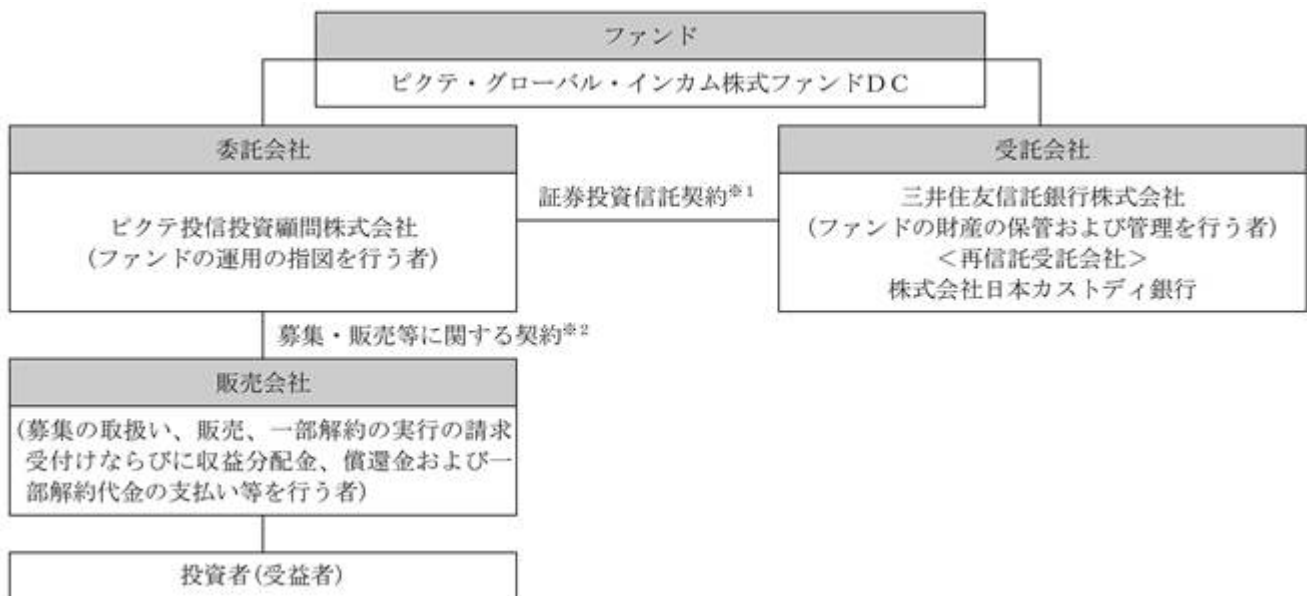 ファンド
ピクテ・グローバル・インカム株式ファンドDC
委託会社
ピクテ投信投資顧問株式会社
(ファンドの運用の指図を行う者)
証券投資信託契約※1
受託会社
三井住友信託銀行株式会社
(ファンドの財産の保管および管理を行う者)
<再信託受託会社>
株式会社日本カストディ銀行
募集・販売等に関する契約※2
販売会社
(募集の取扱い、販売、一部解約の実行の請求
受付けならびに収益分配金、償還金および一
部解約代金の支払い等を行う者)
投資者(受益者)